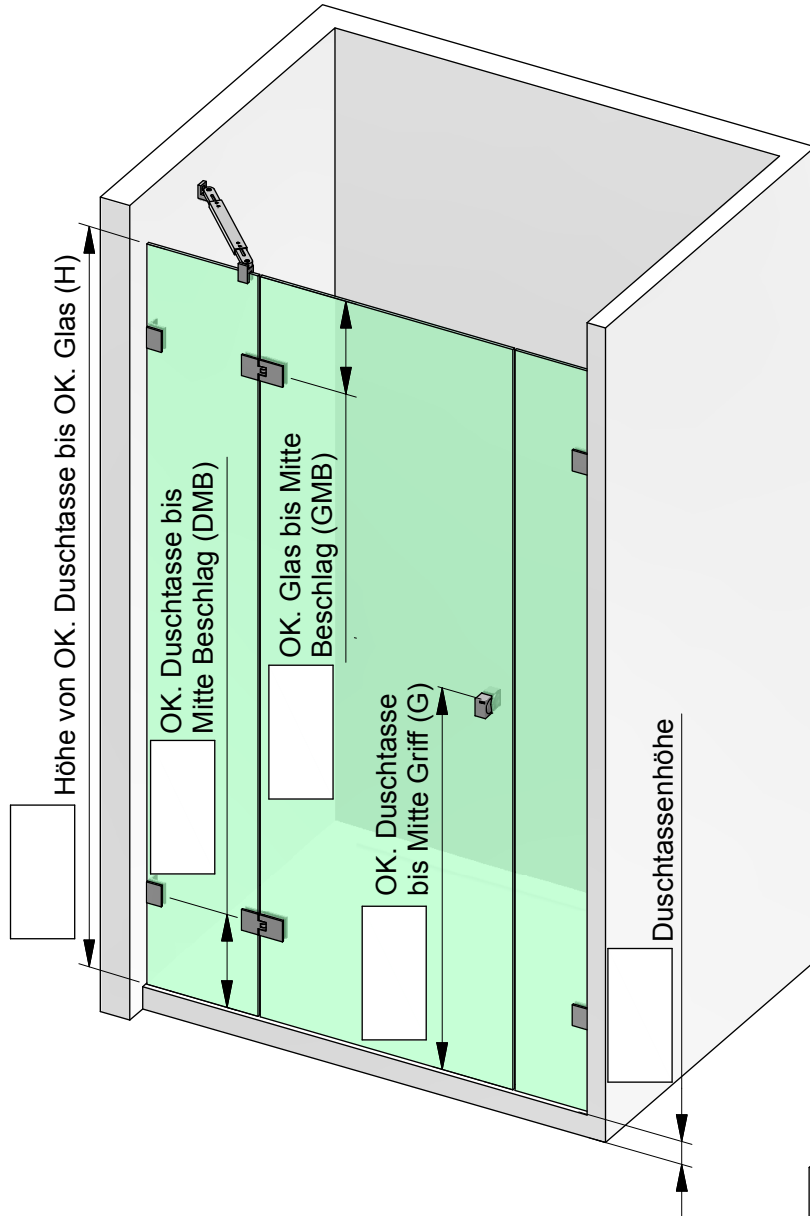 Höhe von OK. Duschtasse bis OK. Glas (H)
OK. Duschtasse bis
Mitte Beschlag (DMB)
OK. Glas bis Mitte
Beschlag (GMB)
OK. Duschtasse
bis Mitte Griff (G)
Duschtassenhöhe